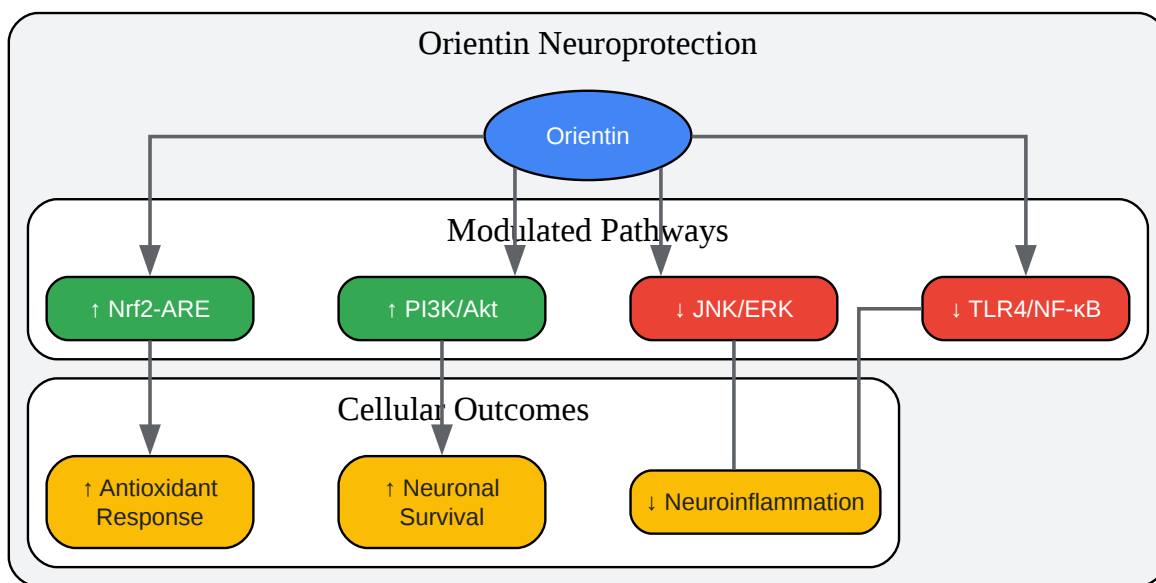 Orientin Neuroprotection
Orientin
Modulated Pathways
↑ Nrf2-ARE
↑ PI3K/Akt
↓ JNK/ERK
↓ TLR4/NF-κB
Cellular Outcomes
↑ Antioxidant
Response
↑ Neuronal
Survival
↓ Neuroinflammation